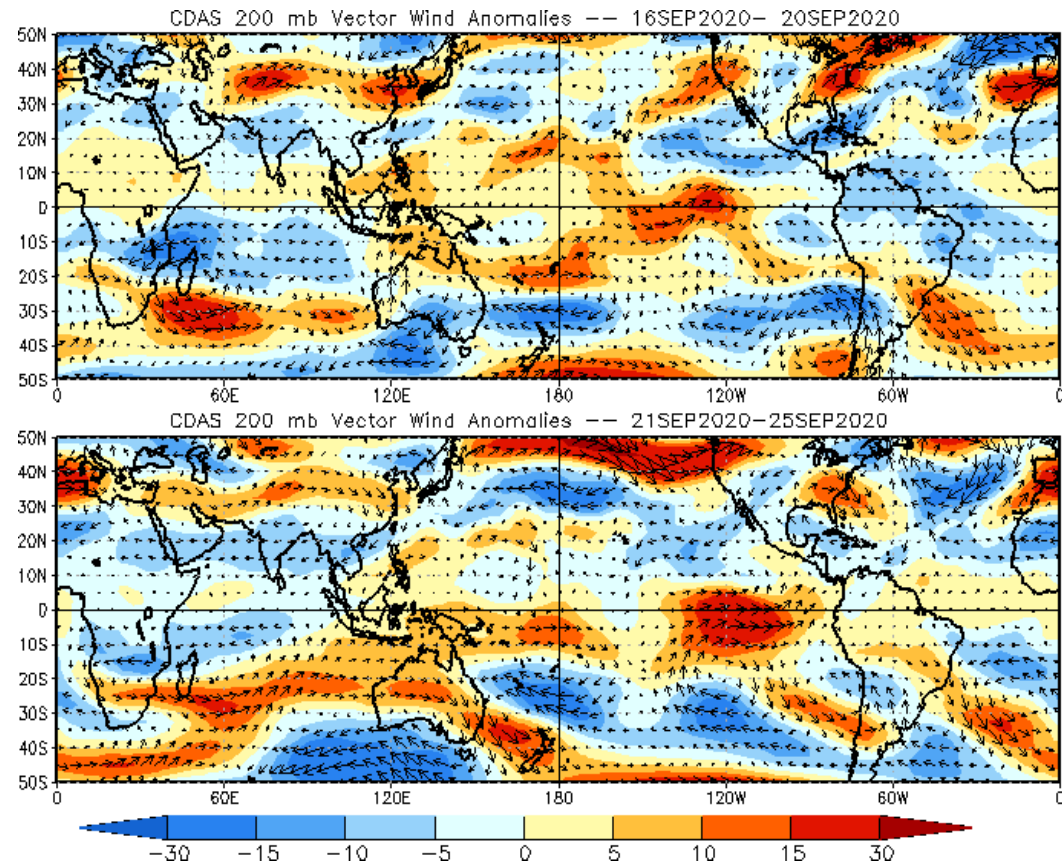 CDAS 200 mb Vector Wind Anomalies -- 16SEP2020- 20SEP2020
50N
40N
30N
20N
10N
0
10S
20S
30S
40S
50S
0 60E 120E 180 120W 60W 0
CDAS 200 mb Vector Wind Anomalies -- 21SEP2020-25SEP2020
50N
40N
30N
20N
10N
0
10S
20S
30S
40S
50S
0 60E 120E 180 120W 60W 0
-30 -15 -10 -5 0 5 10 15 30